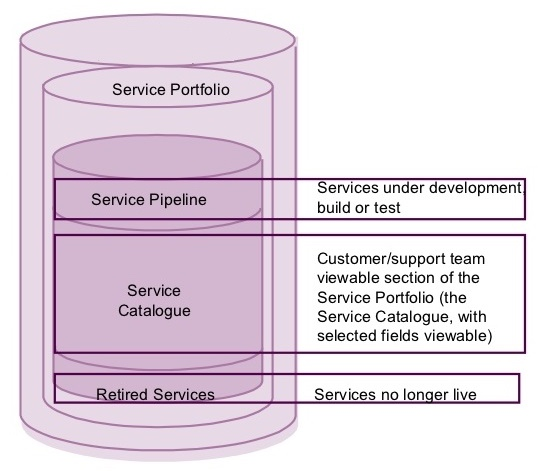 Service Portfolio
Service Pipeline
Services under development,
build or test
Service
Catalogue
Customer/support team
viewable section of the
Service Portfolio (the
Service Catalogue, with
selected fields viewable)
Retired Services
Services no longer live